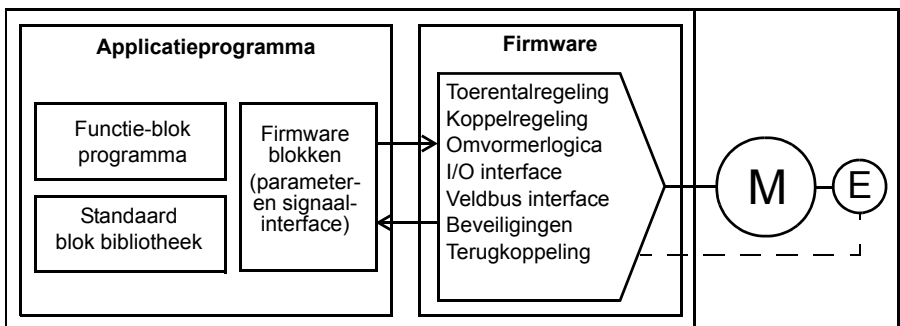 Applicatieprogramma
Functie-blok
programma
Standaard
blok bibliotheek
Firmware
blokken
(parameter-
en signaal-
interface)
Firmware
Toerentalregeling
Koppelregeling
Omvormerlogica
I/O interface
Veldbus interface
Beveiligingen
Terugkoppeling
M
E